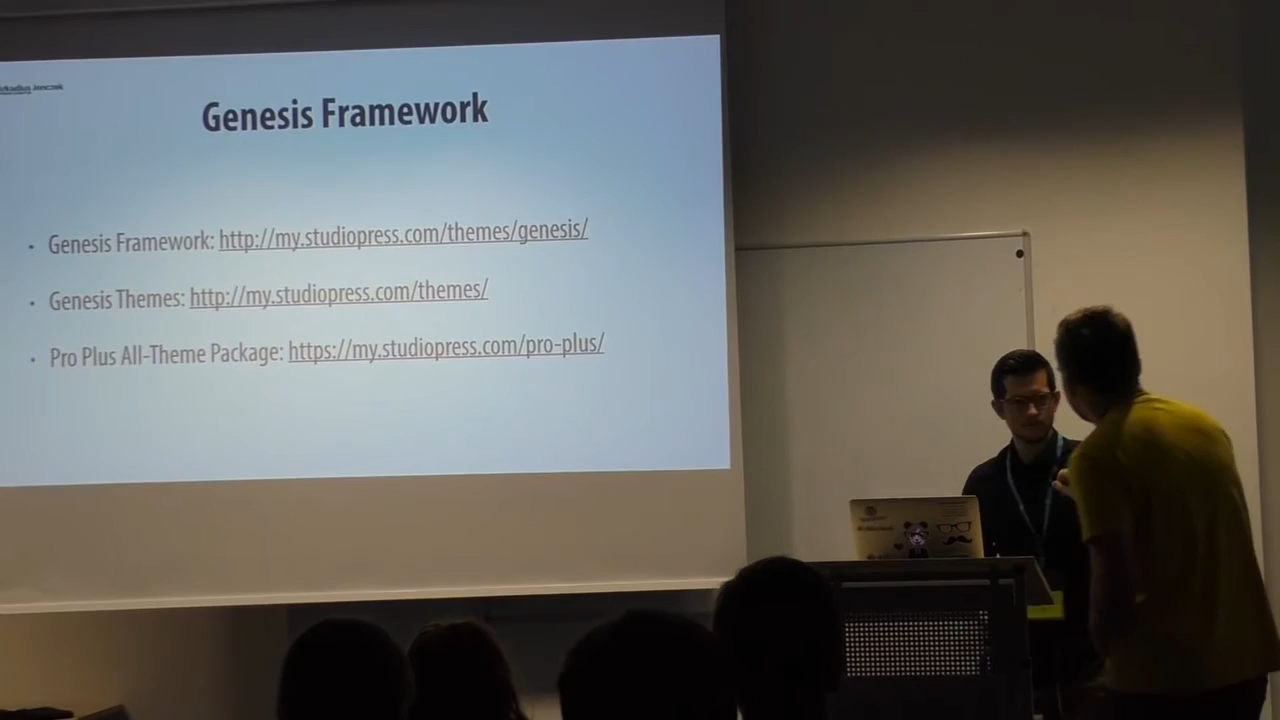 Genesis Framework
• Genesis Framework: http://my.studiopress.com/themes/genesis/
• Genesis Themes: http://my.studiopress.com/themes/
• Pro Plus All-Theme Package: https://my.studiopress.com/pro-plus/